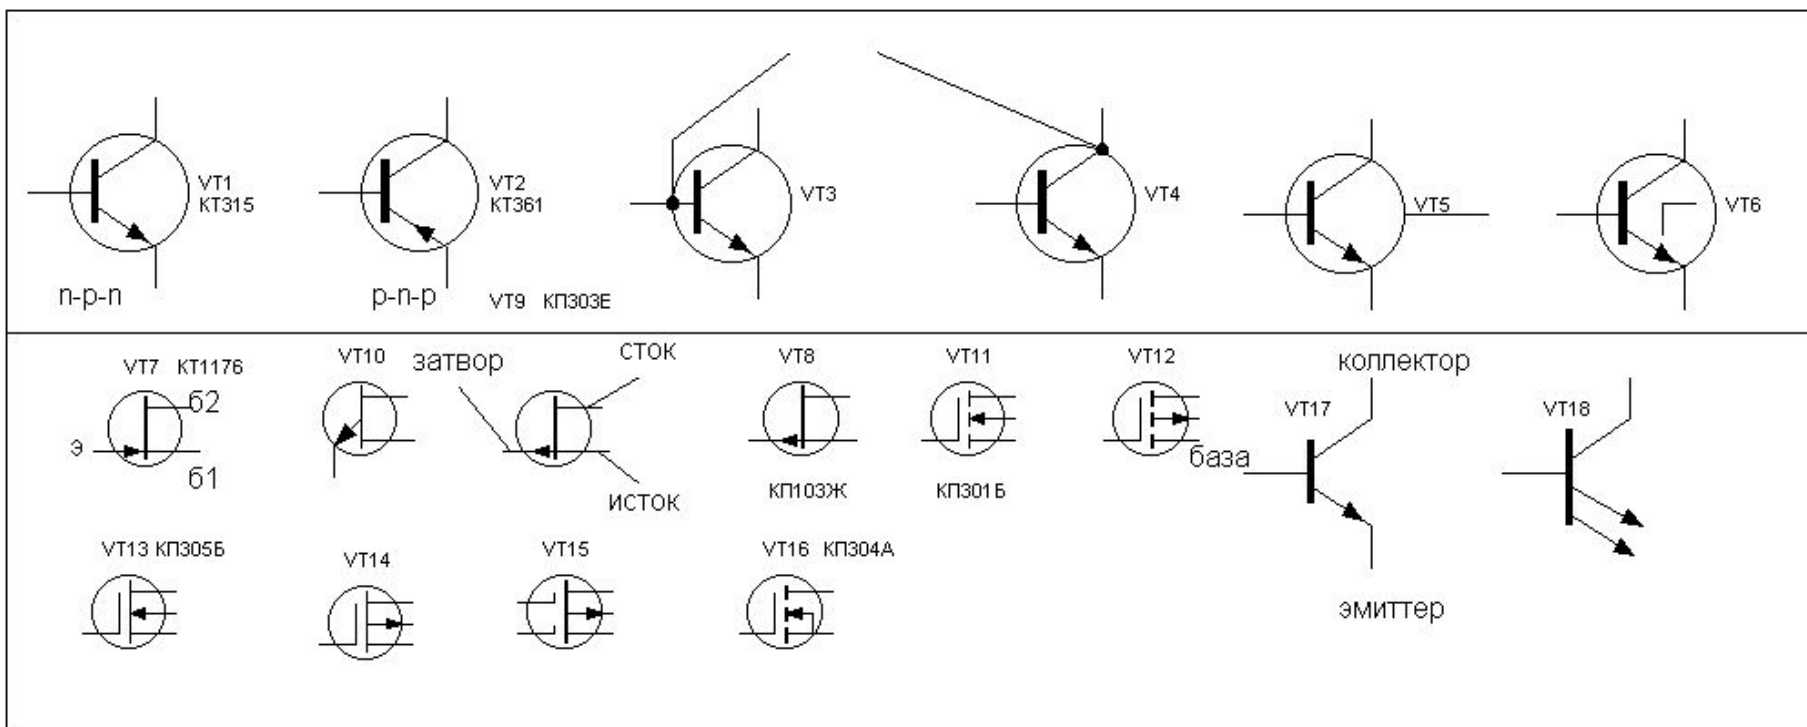 VT1
КТ315
VT2
КТ361
VT3
VT4
VT5
VT6
n-p-n
p-n-p
VT9 КП303Е
VT7 КТ1176
VT10
затвор
сток
VT8
VT11
VT12
коллектор
б2
VT17
VT18
э
б1
база
исток
КП103Ж
КП301Б
VT13 КП305Б
VT14
VT15
VT16 КП304А
эмиттер